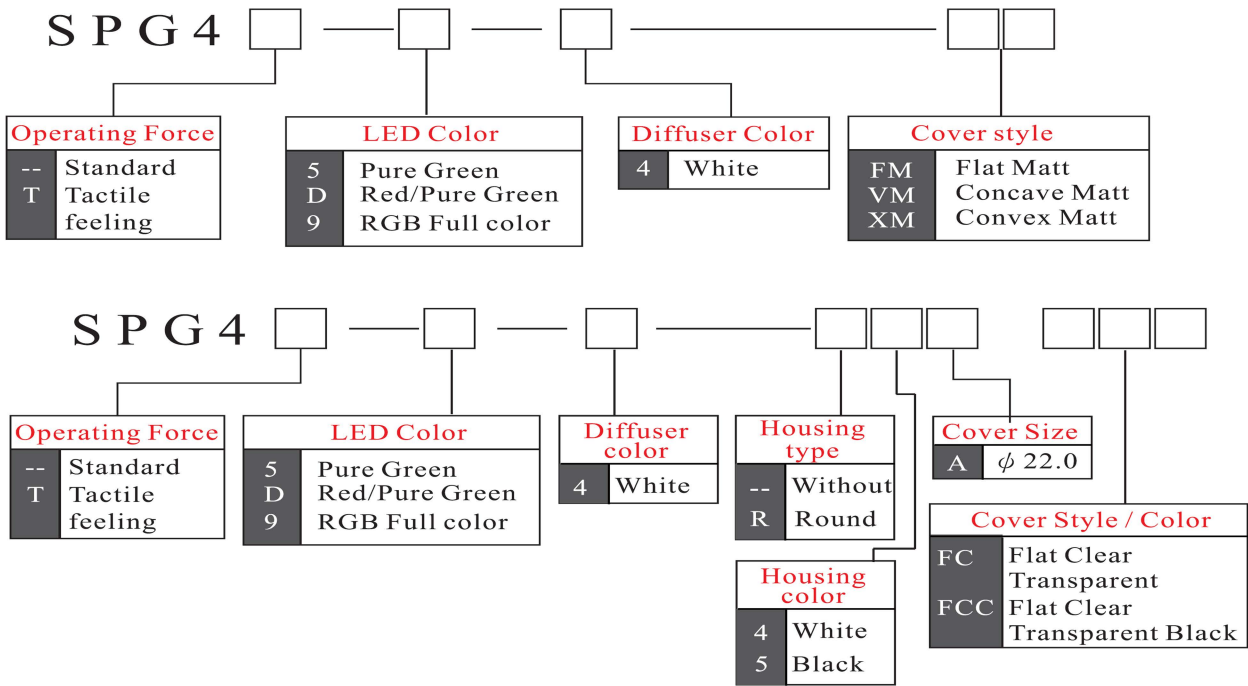 SPG4
Operating Force
-- Standard
T Tactile
feeling
LED Color
5 Pure Green
D Red/Pure Green
9 RGB Full color
Diffuser Color
4 White
Cover style
FM Flat Matt
VM Concave Matt
XM Convex Matt
SPG4
Operating Force
-- Standard
T Tactile
feeling
LED Color
5 Pure Green
D Red/Pure Green
9 RGB Full color
Diffuser
color
4 White
Housing
type
-- Without
R Round
Housing
color
4 White
5 Black
Cover Size
A ϕ 22.0
Cover Style / Color
FC Flat Clear
Transparent
FCC Flat Clear
Transparent Black